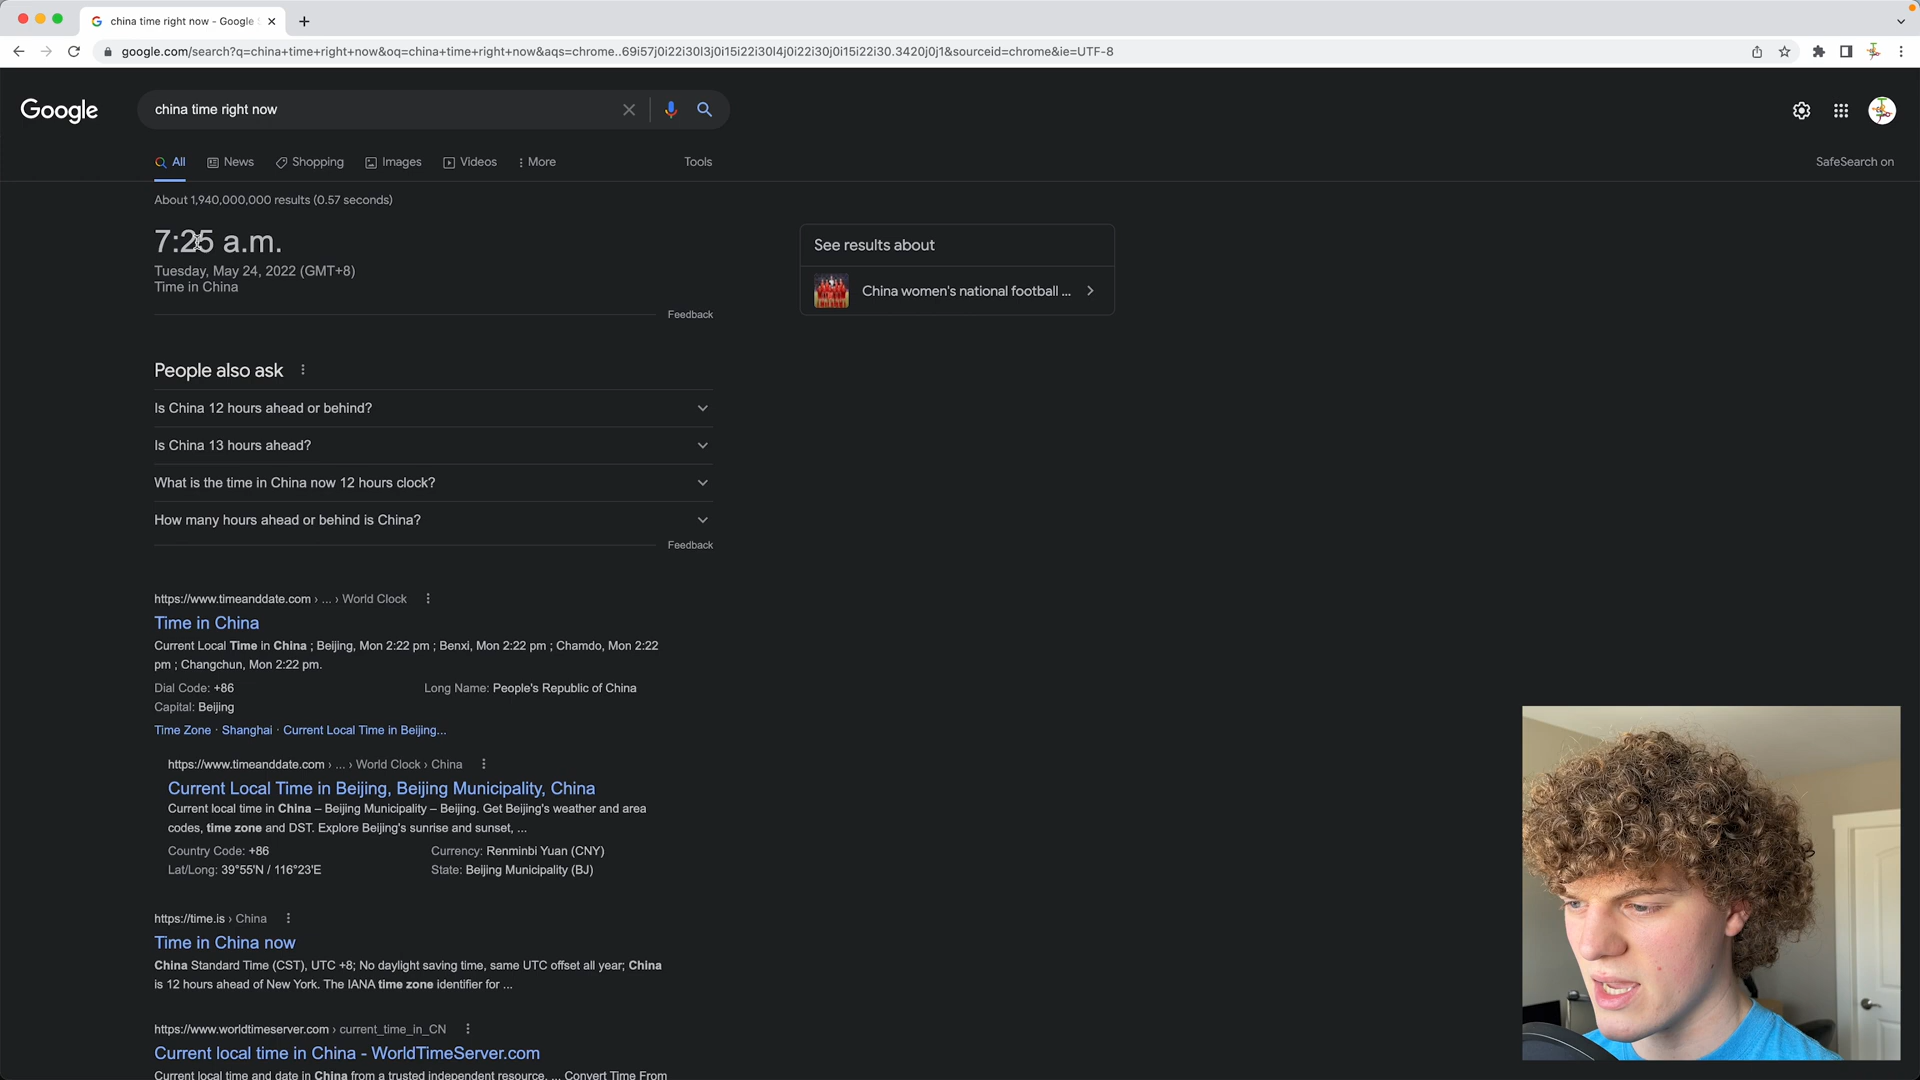 china time right now - Google
google.com/search?q=china+time+right+now&oq=china+time+right+now&aqs=chrome..69i57j0i22i30l3j0i15i22i30l4j0i22i30j0i15i22i30.3420j0j1&sourceid=chrome&ie=UTF-8
Google
china time right now
All News Shopping Images Videos More Tools SafeSearch on
About 1,940,000,000 results (0.57 seconds)
7:25 a.m.
Tuesday, May 24, 2022 (GMT+8)
Time in China
Feedback
See results about
China women's national football ...
People also ask
Is China 12 hours ahead or behind?
Is China 13 hours ahead?
What is the time in China now 12 hours clock?
How many hours ahead or behind is China?
Feedback
https://www.timeanddate.com › ... › World Clock
Time in China
Current Local Time in China ; Beijing, Mon 2:22 pm ; Benxi, Mon 2:22 pm ; Chamdo, Mon 2:22
pm ; Changchun, Mon 2:22 pm.
Dial Code: +86 Long Name: People's Republic of China
Capital: Beijing
Time Zone · Shanghai · Current Local Time in Beijing...
https://www.timeanddate.com › ... › World Clock › China
Current Local Time in Beijing, Beijing Municipality, China
Current local time in China – Beijing Municipality – Beijing. Get Beijing's weather and area
codes, time zone and DST. Explore Beijing's sunrise and sunset, ...
Country Code: +86 Currency: Renminbi Yuan (CNY)
Lat/Long: 39°55'N / 116°23'E State: Beijing Municipality (BJ)
https://time.is › China
Time in China now
China Standard Time (CST), UTC +8; No daylight saving time, same UTC offset all year; China
is 12 hours ahead of New York. The IANA time zone identifier for ...
https://www.worldtimeserver.com › current_time_in_CN
Current local time in China - WorldTimeServer.com
Current local time and date in China from a trusted independent resource. ... Convert Time From